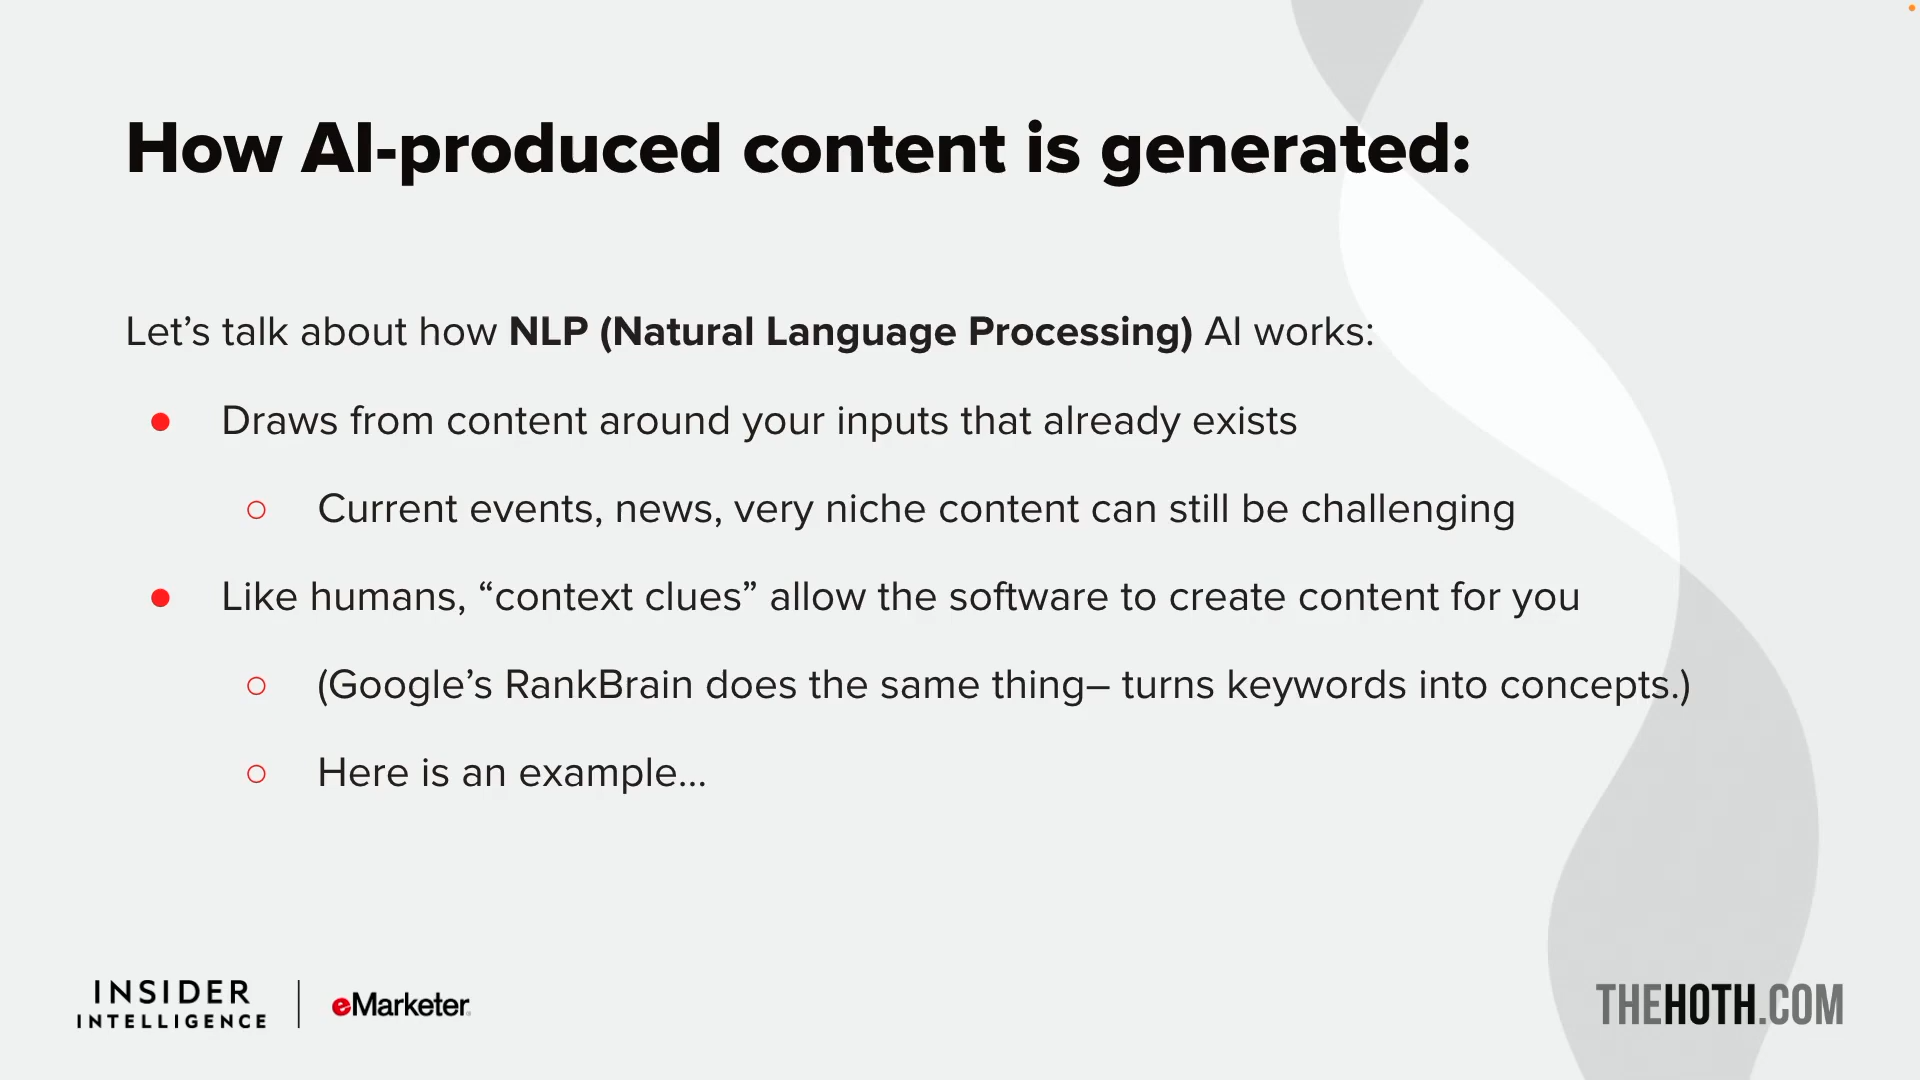 How AI-produced content is generated:
Let’s talk about how NLP (Natural Language Processing) AI works:
● Draws from content around your inputs that already exists
○ Current events, news, very niche content can still be challenging
● Like humans, “context clues” allow the software to create content for you
○ (Google’s RankBrain does the same thing– turns keywords into concepts.)
○ Here is an example...
INSIDER
INTELLIGENCE
eMarketer
THEHOTH.COM